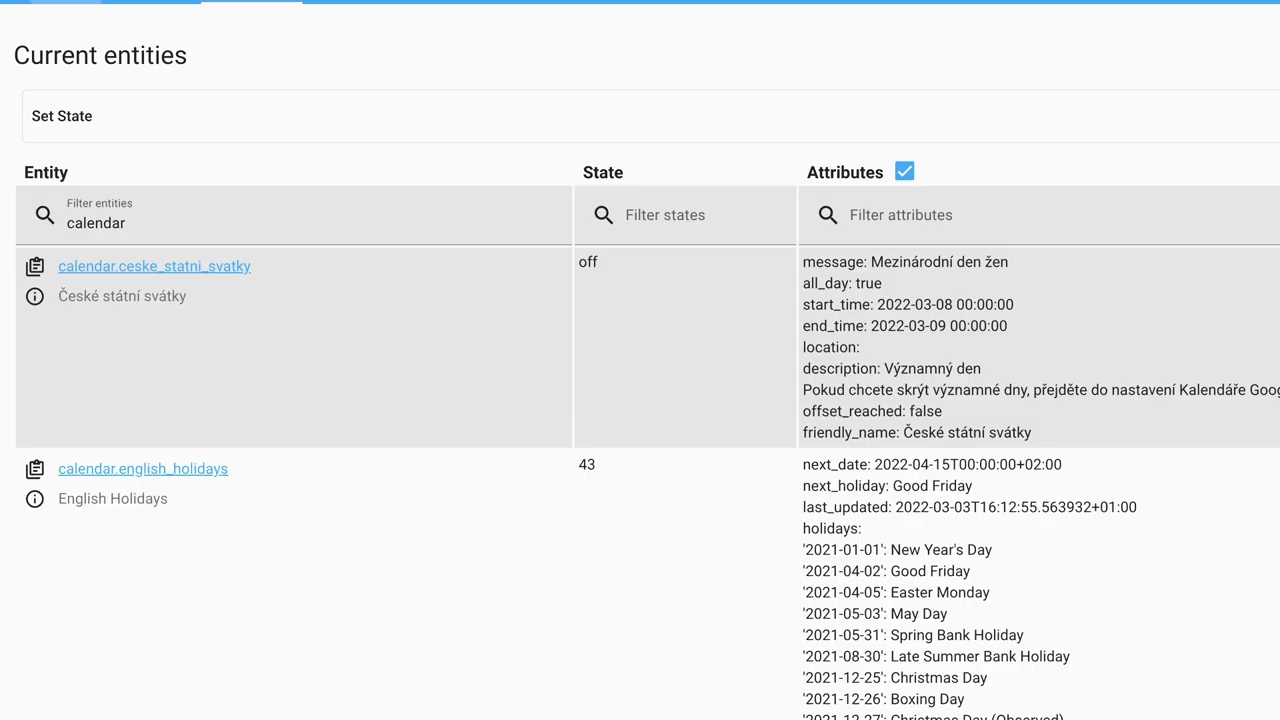 Current entities
Set State
Entity State Attributes
Filter entities
calendar
Filter states
Filter attributes
calendar.ceske_statni_svatky
České státní svátky
off
message: Mezinárodní den žen
all_day: true
start_time: 2022-03-08 00:00:00
end_time: 2022-03-09 00:00:00
location:
description: Významný den
Pokud chcete skrýt významné dny, přejděte do nastavení Kalendáře
offset_reached: false
friendly_name: České státní svátky
calendar.english_holidays
English Holidays
43
next_date: 2022-04-15T00:00:00+02:00
next_holiday: Good Friday
last_updated: 2022-03-03T16:12:55.563932+01:00
holidays:
'2021-01-01': New Year's Day
'2021-04-02': Good Friday
'2021-04-05': Easter Monday
'2021-05-03': May Day
'2021-05-31': Spring Bank Holiday
'2021-08-30': Late Summer Bank Holiday
'2021-12-25': Christmas Day
'2021-12-26': Boxing Day
'2021-12-27': Christmas Day (Observed)